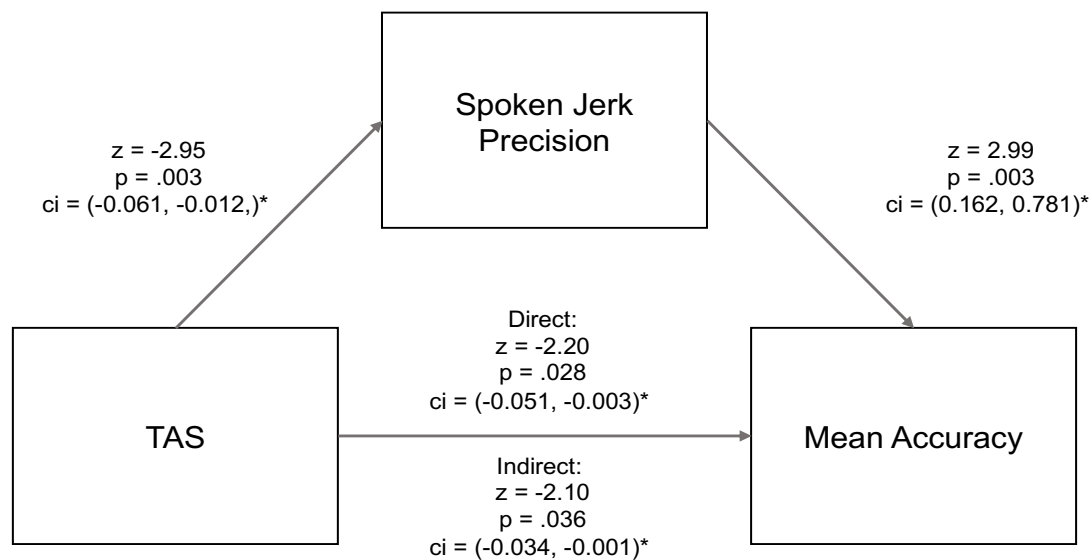 Spoken Jerk
Precision
z = -2.95
p = .003
ci = (-0.061, -0.012,)*
z = 2.99
p = .003
ci = (0.162, 0.781)*
TAS
Direct:
z = -2.20
p = .028
ci = (-0.051, -0.003)*
Indirect:
z = -2.10
p = .036
ci = (-0.034, -0.001)*
Mean Accuracy